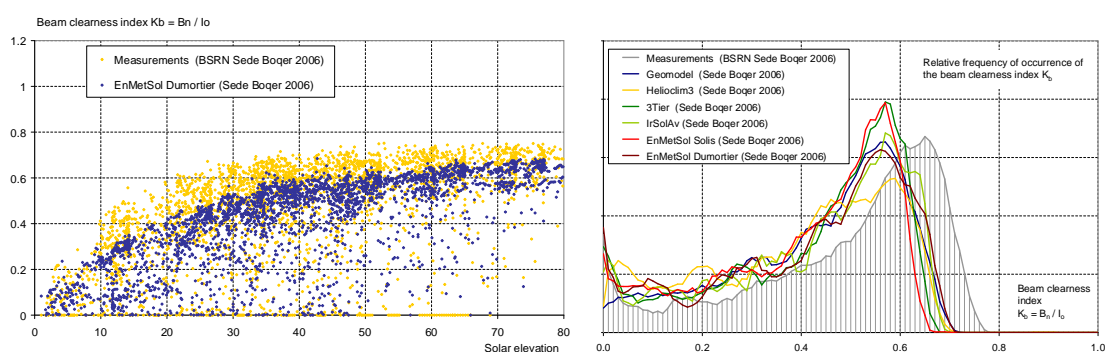 Beam clearness index Kb = Bn / Io
1.2
1
0.8
0.6
0.4
0.2
0
Measurements (BSRN Sede Boqer 2006)
EnMetSol Dumortier (Sede Boqer 2006)
0 10 20 30 40 50 60 70 80
Solar elevation
Measurements (BSRN Sede Boqer 2006)
Geomodel (Sede Boqer 2006)
Helioclim3 (Sede Boqer 2006)
3Tier (Sede Boqer 2006)
IrSolAv (Sede Boqer 2006)
EnMetSol Solis (Sede Boqer 2006)
EnMetSol Dumortier (Sede Boqer 2006)
Relative frequency of occurrence of
the beam clearness index Kb
Beam clearness
index
Kb = Bn / Io
0.0 0.2 0.4 0.6 0.8 1.0